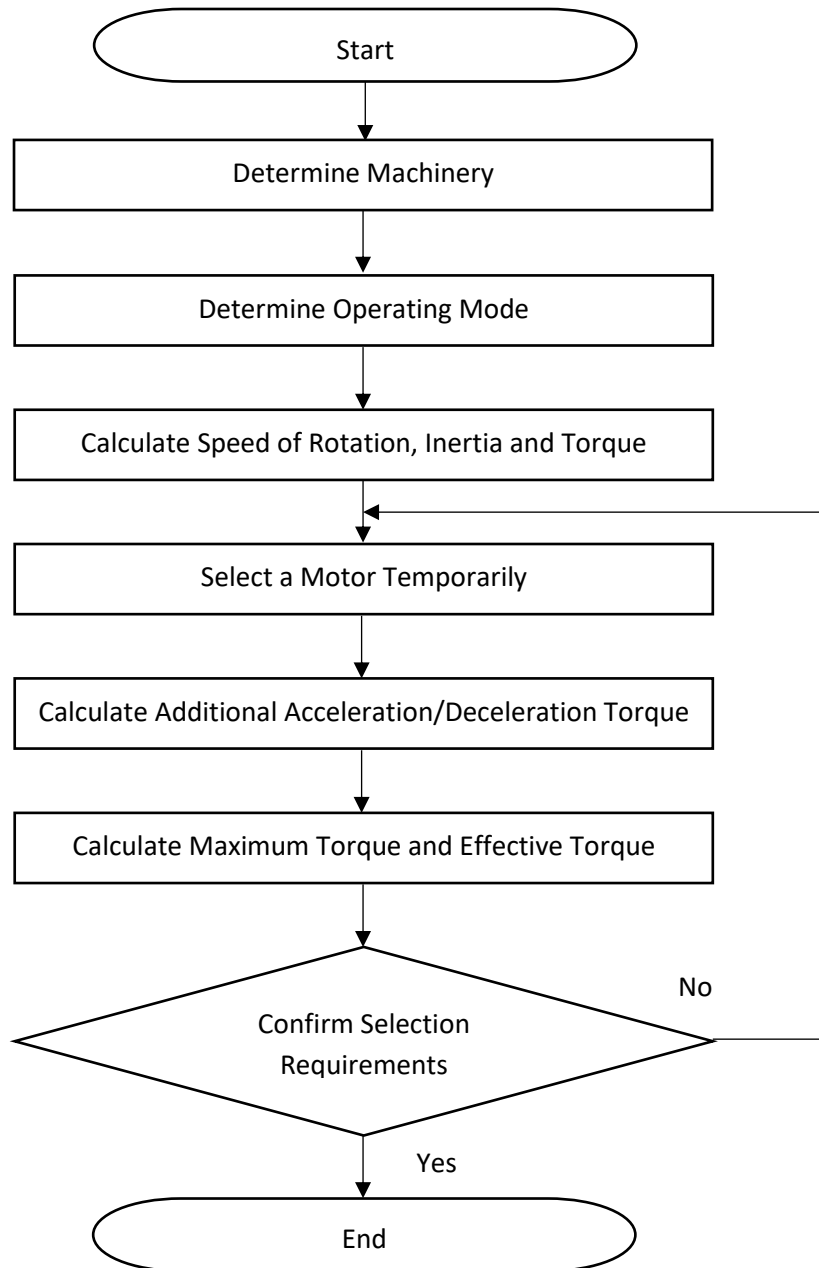 Start
Determine Machinery
Determine Operating Mode
Calculate Speed of Rotation, Inertia and Torque
Select a Motor Temporarily
Calculate Additional Acceleration/Deceleration Torque
Calculate Maximum Torque and Effective Torque
No
Confirm Selection
Requirements
Yes
End